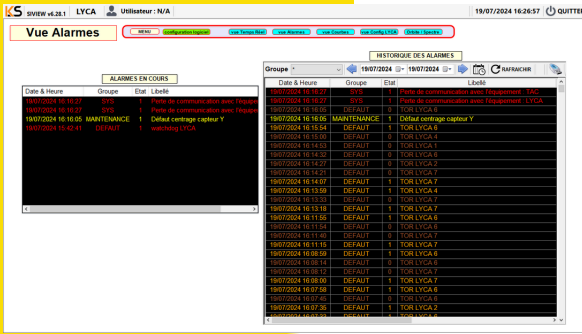 KS SIVIEW v6.28.1 LYCA Utilisateur : N/A 19/07/2024 16:26:57 QUITTER
Vue Alarmes
MENU configuration logiciel vue Temps Réel vue Alarmes vue Courbes vue Config LYCA Orbite / Spectre
HISTORIQUE DES ALARMES
Groupe * 19/07/2024 19/07/2024 RAFRAICHIR
ALARMES EN COURS
Date & Heure Groupe Etat Libellé
19/07/2024 16:16:27 SYS 1 Perte de communication avec l'équipe
19/07/2024 16:16:27 SYS 1 Perte de communication avec l'équipe
19/07/2024 16:16:05 MAINTENANCE 1 Défaut centrage capteur Y
19/07/2024 15:42:41 DEFAUT 1 watchdog LYCA
Date & Heure Groupe Etat Libellé
19/07/2024 16:16:27 SYS 1 Perte de communication avec l'équipement TAC
19/07/2024 16:16:27 SYS 1 Perte de communication avec l'équipement LYCA
19/07/2024 16:16:05 DEFAUT 0 TOR LYCA 6
19/07/2024 16:16:05 MAINTENANCE 1 Défaut centrage capteur Y
19/07/2024 16:15:54 DEFAUT 1 TOR LYCA 6
19/07/2024 16:15:00 DEFAUT 0 TOR LYCA 4
19/07/2024 16:14:53 DEFAUT 0 TOR LYCA 1
19/07/2024 16:14:32 DEFAUT 0 TOR LYCA 6
19/07/2024 16:14:27 DEFAUT 0 TOR LYCA 2
19/07/2024 16:14:21 DEFAUT 0 TOR LYCA 7
19/07/2024 16:14:07 DEFAUT 1 TOR LYCA 7
19/07/2024 16:13:59 DEFAUT 1 TOR LYCA 4
19/07/2024 16:13:33 DEFAUT 0 TOR LYCA 7
19/07/2024 16:13:18 DEFAUT 1 TOR LYCA 7
19/07/2024 16:11:55 DEFAUT 1 TOR LYCA 6
19/07/2024 16:11:54 DEFAUT 0 TOR LYCA 6
19/07/2024 16:11:40 DEFAUT 0 TOR LYCA 7
19/07/2024 16:11:15 DEFAUT 1 TOR LYCA 7
19/07/2024 16:08:59 DEFAUT 1 TOR LYCA 6
19/07/2024 16:08:14 DEFAUT 0 TOR LYCA 6
19/07/2024 16:08:12 DEFAUT 0 TOR LYCA 7
19/07/2024 16:08:00 DEFAUT 1 TOR LYCA 7
19/07/2024 16:07:58 DEFAUT 1 TOR LYCA 6
19/07/2024 16:07:45 DEFAUT 0 TOR LYCA 6
19/07/2024 16:07:35 DEFAUT 1 TOR LYCA 2
19/07/2024 16:07:33 DEFAUT 1 TOR LYCA 6